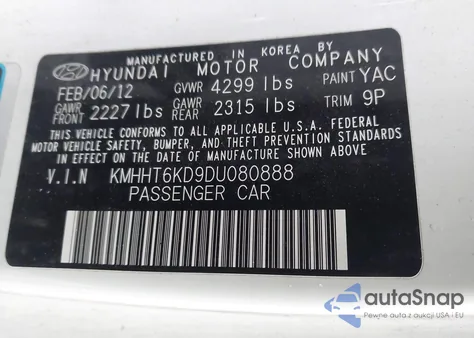 MANUFACTURED IN KOREA BY
HYUNDAI MOTOR COMPANY
FEB/06/12 GVWR 4299 lbs PAINT YAC
GAWR FRONT 2227 lbs GAWR REAR 2315 lbs TRIM 9P
THIS VEHICLE CONFORMS TO ALL APPLICABLE U.S.A. FEDERAL
MOTOR VEHICLE SAFETY, BUMPER, AND THEFT PREVENTION STANDARDS
IN EFFECT ON THE DATE OF MANUFACTURE SHOWN ABOVE.
V.I.N KMHHT6KD9DU080888
PASSENGER CAR
autoSnap
Pewne auta z aukcji USA i EU